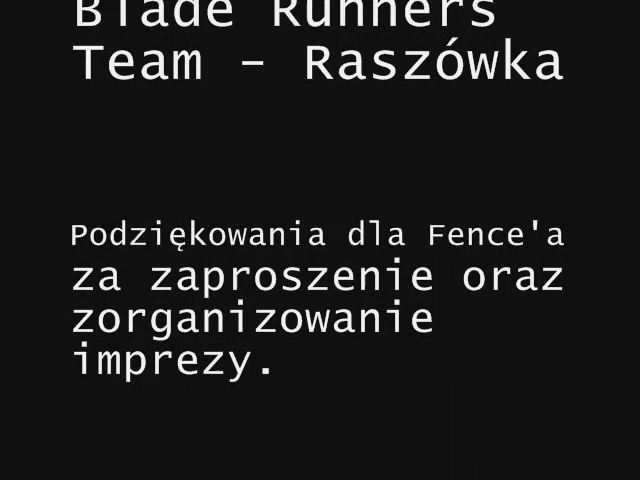 Blade Runners
Team - Raszówka
Podziękowania dla Fence'a
za zaproszenie oraz
zorganizowanie
imprezy.